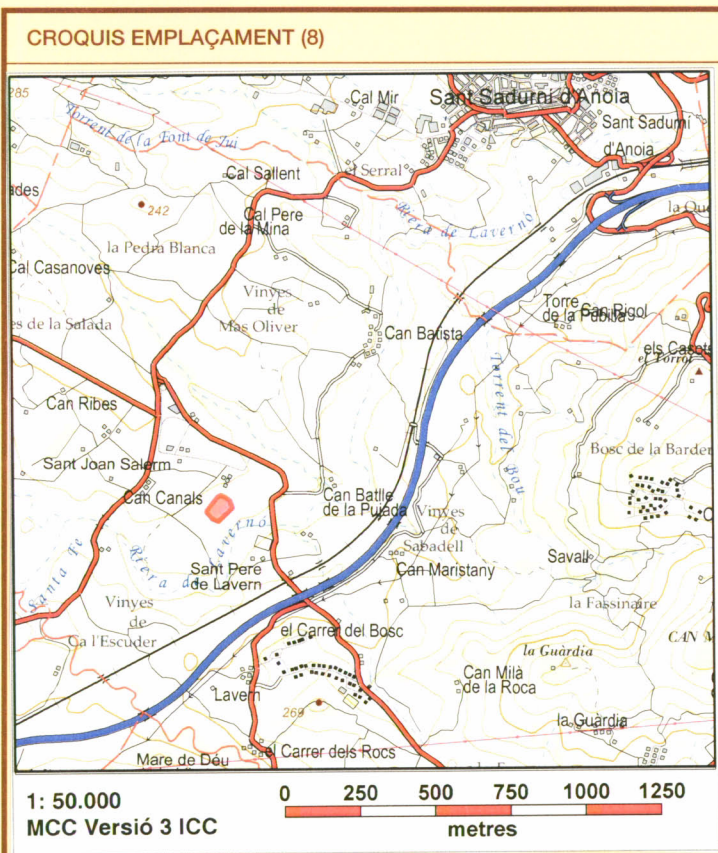 CROQUIS EMPLAÇAMENT (8)
285
Cal Mir
Sant Sadurní d'Anoia
Torrent de la Font de Jui
Sant Sadurní
d'Anoia
el Serral
Cal Sallent
ades
242
Cal Pere
de la Mina
Riera de Lavernó
la Que
la Pedra Blanca
Cal Casanoves
Vinyes
de
Mas Oliver
Torre
de la Pubilla
San Rigol
es de la Salada
Can Batista
els Casots
el Torrot
Torrent del Bou
Can Ribes
Bosc de la Barder
Sant Joan Salerm
Can Canals
Can Batlle
de la Pujada
Vinyes
de
Sabadell
C
Riera de Lavernó
Santa Fe
Sant Pere
de Lavern
Can Maristany
Savall
Vinyes
de
Ca l'Escuder
la Fassinaire
el Carrer del Bosc
la Guàrdia
CAN M
Can Milà
de la Roca
Lavern
269
la Guàrdia
Mare de Déu
el Carrer dels Rocs
1: 50.000
MCC Versió 3 ICC
0 250 500 750 1000 1250
metres